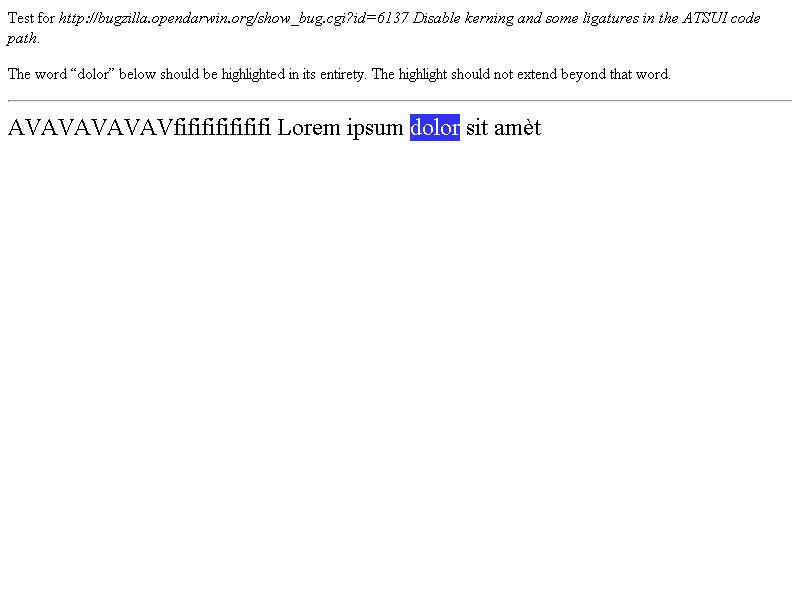 Test for http://bugzilla.opendarwin.org/show_bug.cgi?id=6137 Disable kerning and some ligatures in the ATSUI code
path.
The word “dolor” below should be highlighted in its entirety. The highlight should not extend beyond that word.
AVAVAVAVAVfifififififififi Lorem ipsum dolor sit amèt